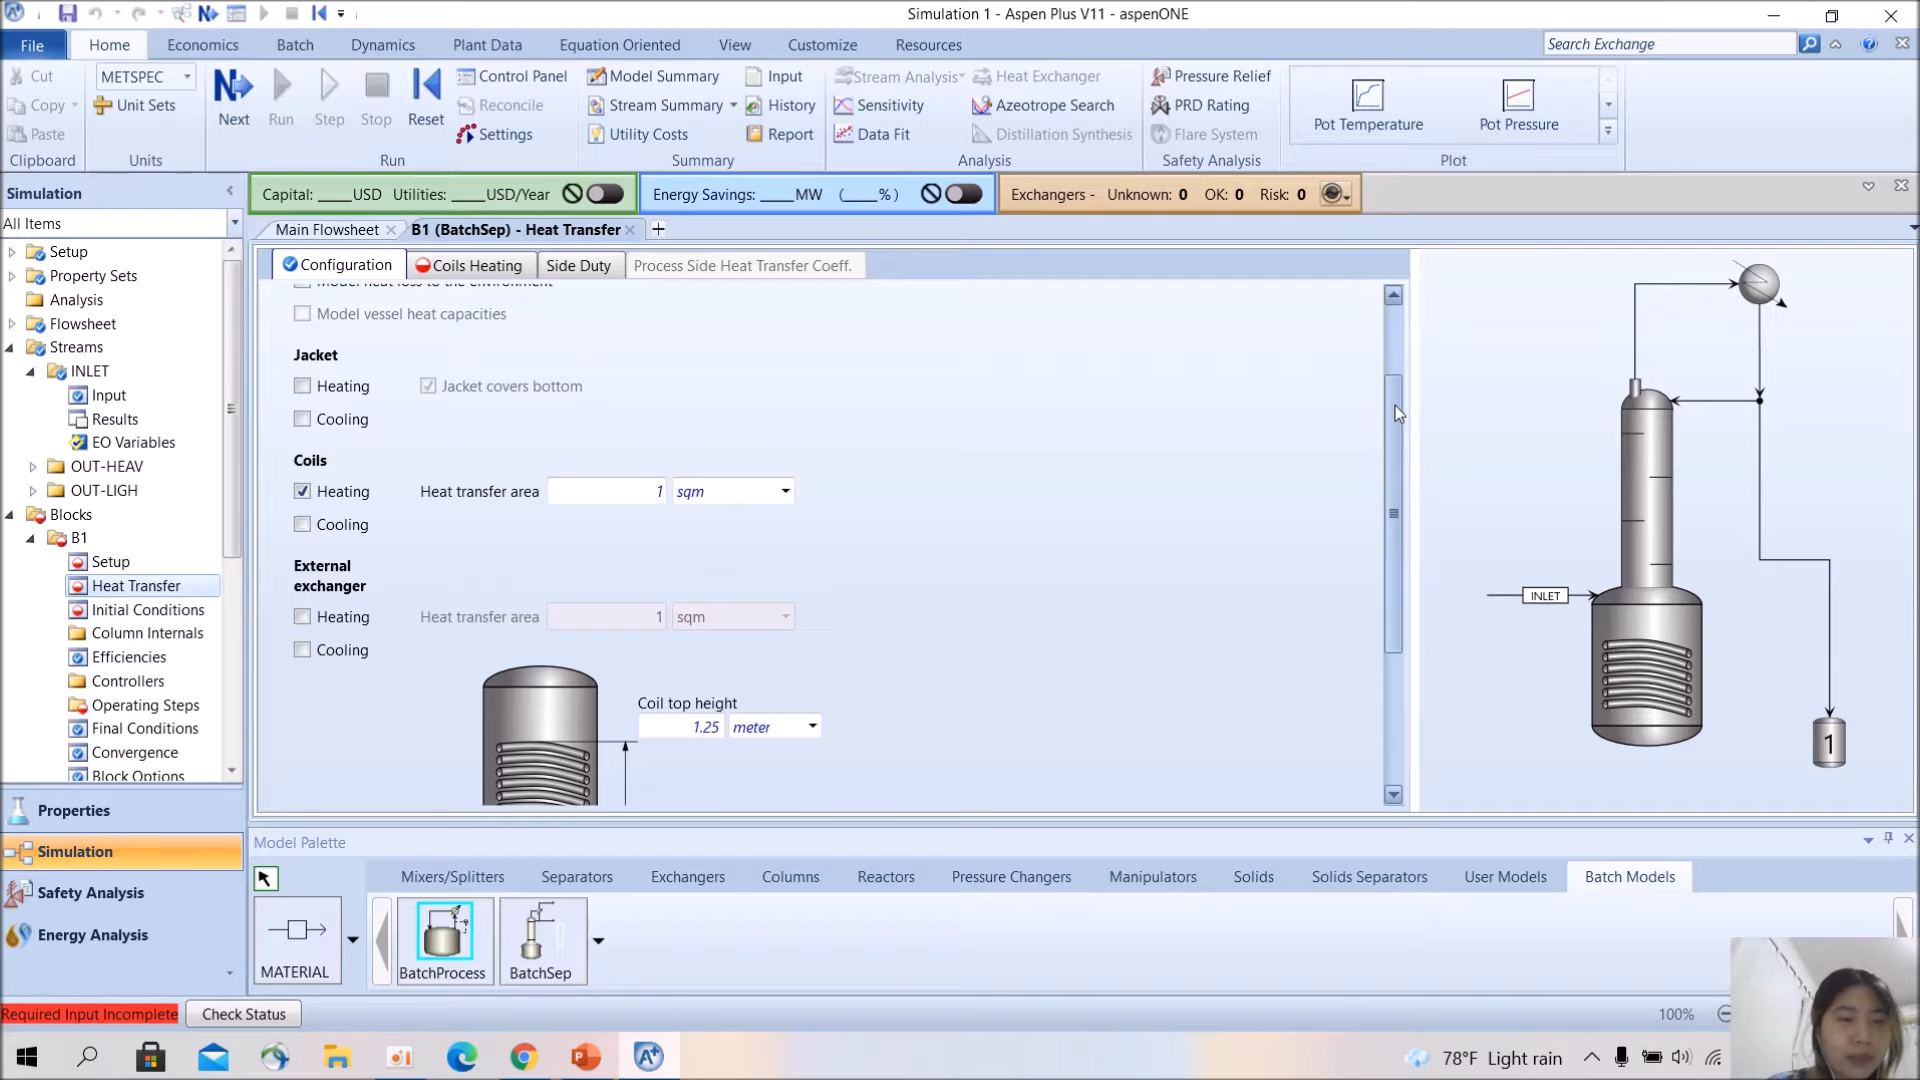 Simulation 1 - Aspen Plus V11 - aspenONE
File Home Economics Batch Dynamics Plant Data Equation Oriented View Customize Resources Search Exchange
Cut METSPEC Control Panel Model Summary Input Stream Analysis Heat Exchanger Pressure Relief
Copy Unit Sets Next Run Step Stop Reset Reconcile Stream Summary History Sensitivity Azeotrope Search PRD Rating Pot Temperature Pot Pressure
Paste Settings Utility Costs Report Data Fit Distillation Synthesis Flare System
Clipboard Units Run Summary Analysis Safety Analysis Plot
Simulation
Capital: ____USD Utilities: ____USD/Year Energy Savings: ____MW (____%) Exchangers - Unknown: 0 OK: 0 Risk: 0
All Items
Main Flowsheet B1 (BatchSep) - Heat Transfer
Setup
Property Sets
Analysis
Flowsheet
Streams
INLET
Input
Results
EO Variables
OUT-HEAV
OUT-LIGH
Blocks
B1
Setup
Heat Transfer
Initial Conditions
Column Internals
Efficiencies
Controllers
Operating Steps
Final Conditions
Convergence
Block Options
Properties
Simulation
Safety Analysis
Energy Analysis
Configuration Coils Heating Side Duty Process Side Heat Transfer Coeff.
Model heat loss to the environment
Model vessel heat capacities
Jacket
Heating Jacket covers bottom
Cooling
Coils
Heating Heat transfer area 1 sqm
Cooling
External
exchanger
Heating Heat transfer area 1 sqm
Cooling
Coil top height
1.25 meter
INLET
1
Model Palette
Mixers/Splitters Separators Exchangers Columns Reactors Pressure Changers Manipulators Solids Solids Separators User Models Batch Models
MATERIAL BatchProcess BatchSep
Required Input Incomplete Check Status 100%
78°F Light rain